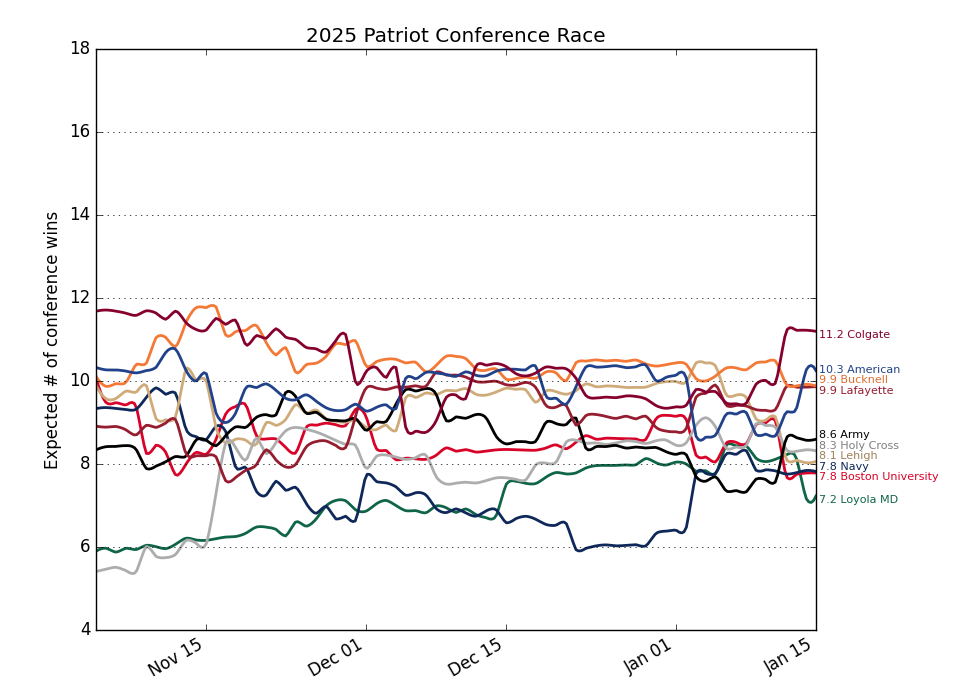 2025 Patriot Conference Race
Expected # of conference wins
18
16
14
12
10
8
6
4
Nov 15
Dec 01
Dec 15
Jan 01
Jan 15
11.2 Colgate
10.3 American
9.9 Bucknell
9.9 Lafayette
8.6 Army
8.3 Holy Cross
8.1 Lehigh
7.8 Navy
7.8 Boston University
7.2 Loyola MD